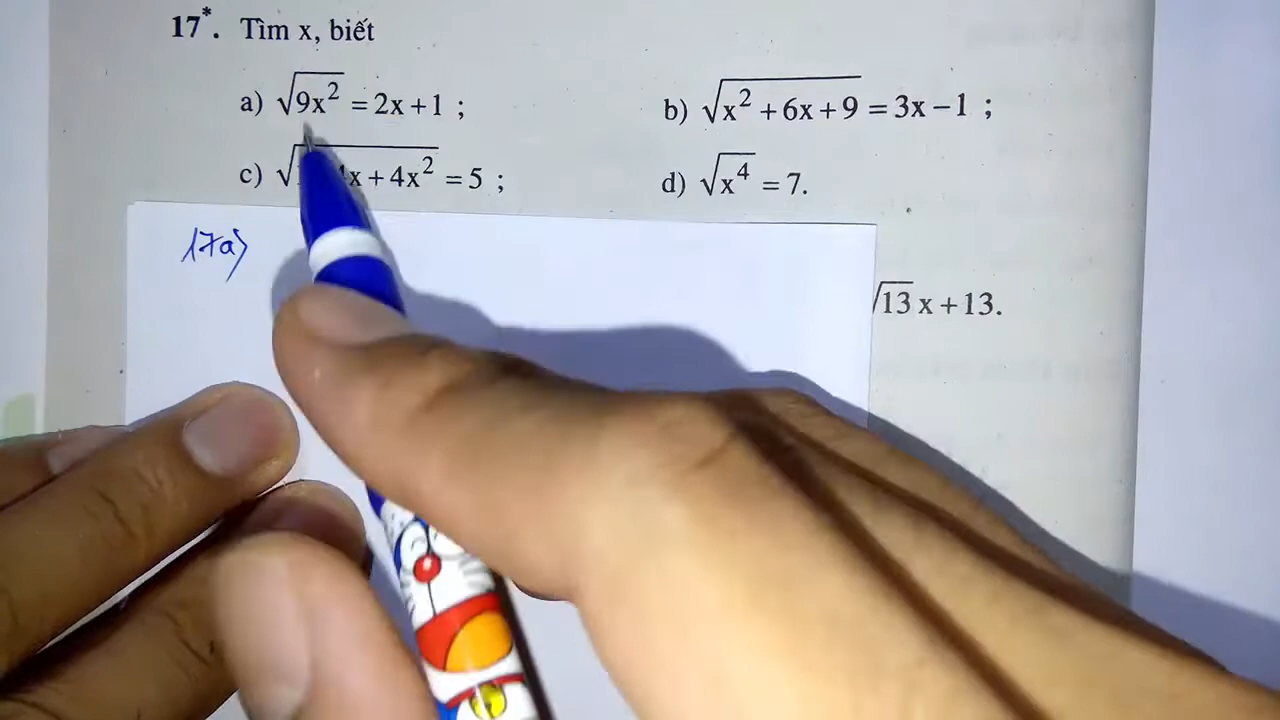 17*. Tìm x, biết
a) √9x² = 2x + 1 ; b) √x² + 6x + 9 = 3x − 1 ;
c) √ x + 4x² = 5 ; d) √x⁴ = 7.
17a)
√13 x + 13.